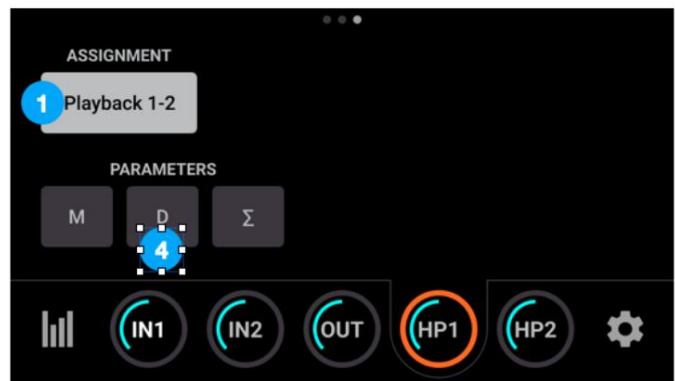 ASSIGNMENT
1 Playback 1-2
PARAMETERS
M D Σ
4
IN1 IN2 OUT HP1 HP2